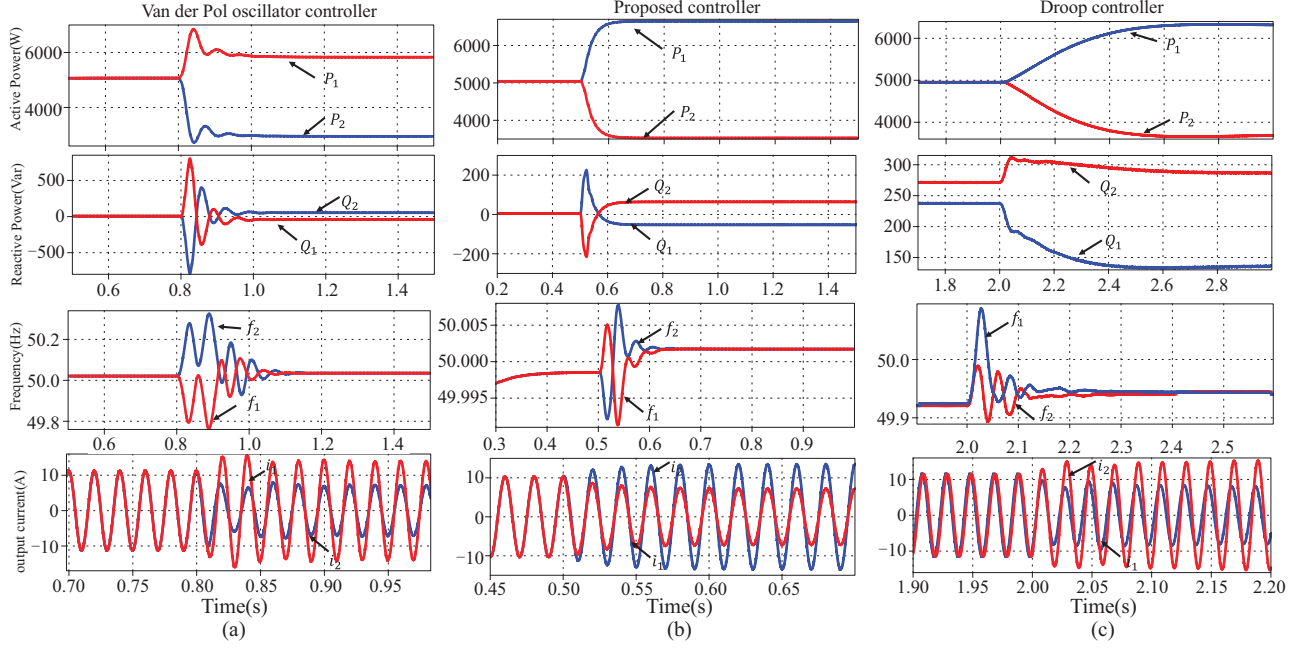 Van der Pol oscillator controller
Active Power(W)
6000
4000
P₁
P₂
Reactive Power(Var)
500
0
−500
Q₂
Q₁
0.6 0.8 1.0 1.2 1.4
Frequency(Hz)
50.2
50.0
49.8
f₂
f₁
0.6 0.8 1.0 1.2 1.4
output current(A)
10
0
−10
i₁
i₂
0.70 0.75 0.80 0.85 0.90 0.95
Time(s)
(a)
Proposed controller
6000
5000
4000
P₁
P₂
200
0
−200
Q₂
Q₁
0.2 0.4 0.6 0.8 1.0 1.2 1.4
50.005
50.000
49.995
f₂
f₁
0.3 0.4 0.5 0.6 0.7 0.8 0.9
10
0
−10
i₁
0.45 0.50 0.55 0.60 0.65
Time(s)
(b)
Droop controller
6000
5000
4000
P₁
P₂
300
250
200
150
Q₂
Q₁
1.8 2.0 2.2 2.4 2.6 2.8
50.0
49.9
f₁
f₂
2.0 2.1 2.2 2.3 2.4 2.5
10
0
−10
i₂
i₁
1.90 1.95 2.00 2.05 2.10 2.15 2.20
Time(s)
(c)